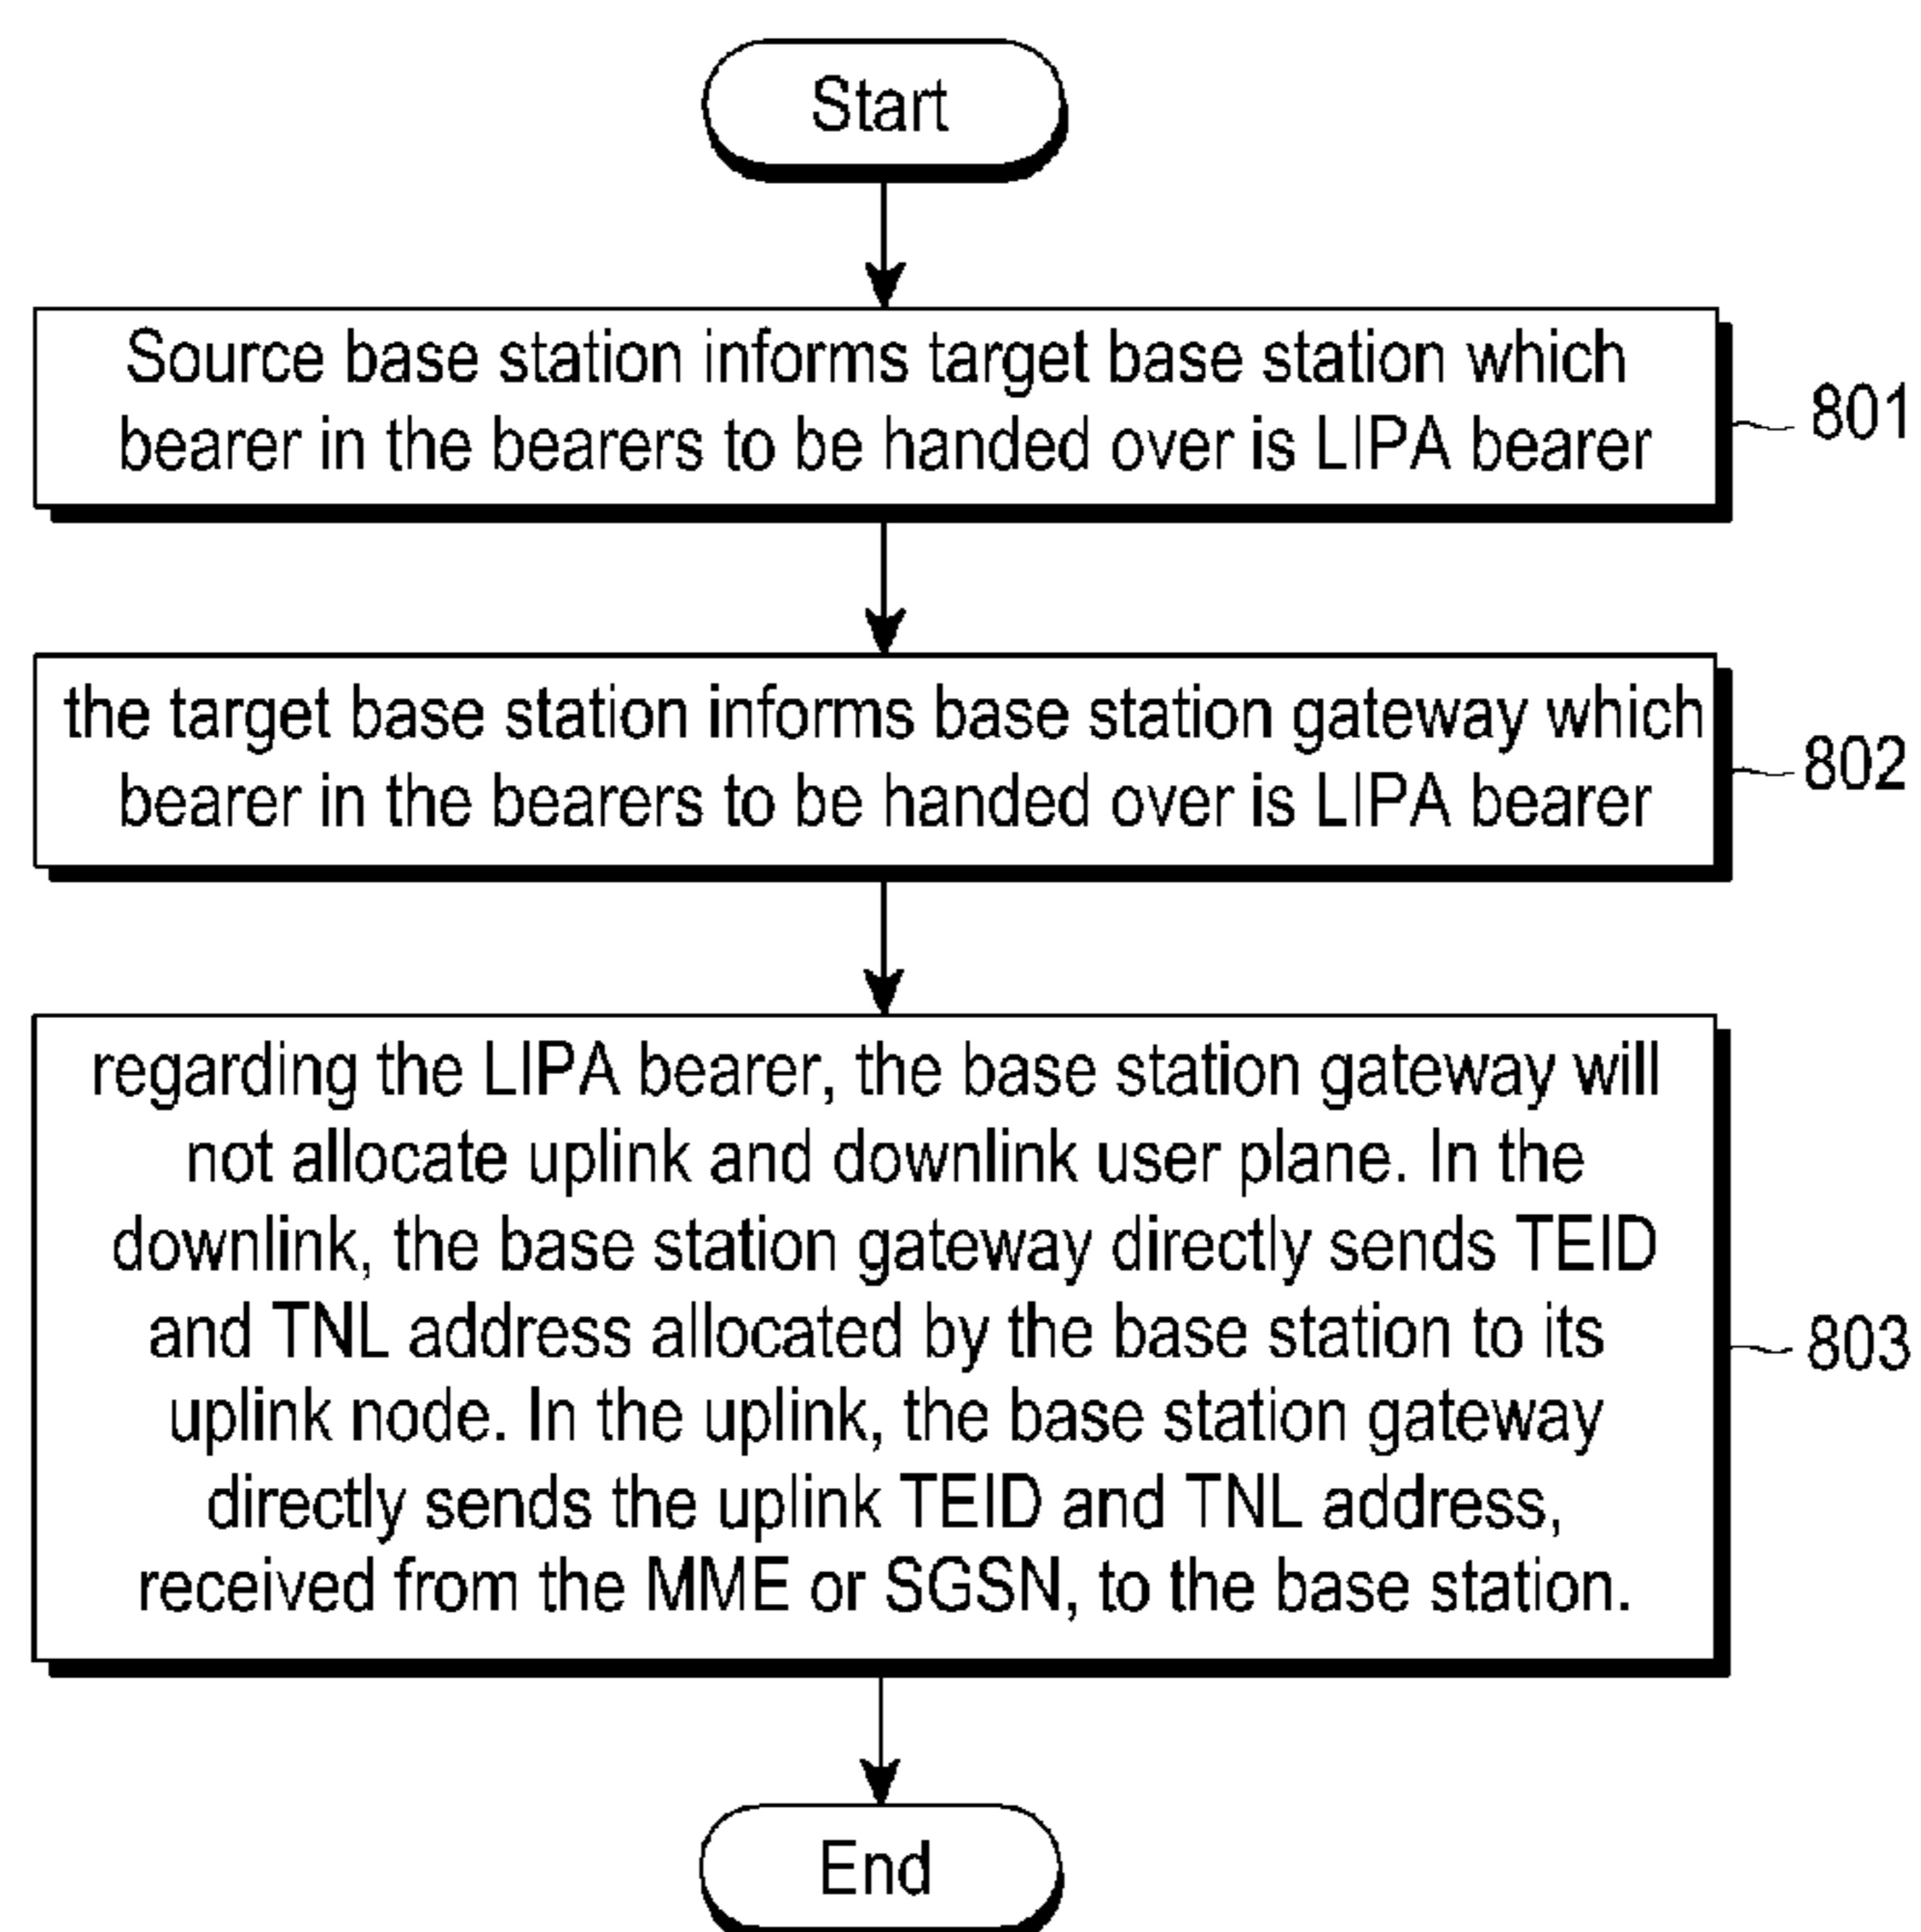 Start
Source base station informs target base station which
bearer in the bearers to be handed over is LIPA bearer
801
the target base station informs base station gateway which
bearer in the bearers to be handed over is LIPA bearer
802
regarding the LIPA bearer, the base station gateway will
not allocate uplink and downlink user plane. In the
downlink, the base station gateway directly sends TEID
and TNL address allocated by the base station to its
uplink node. In the uplink, the base station gateway
directly sends the uplink TEID and TNL address,
received from the MME or SGSN, to the base station.
803
End